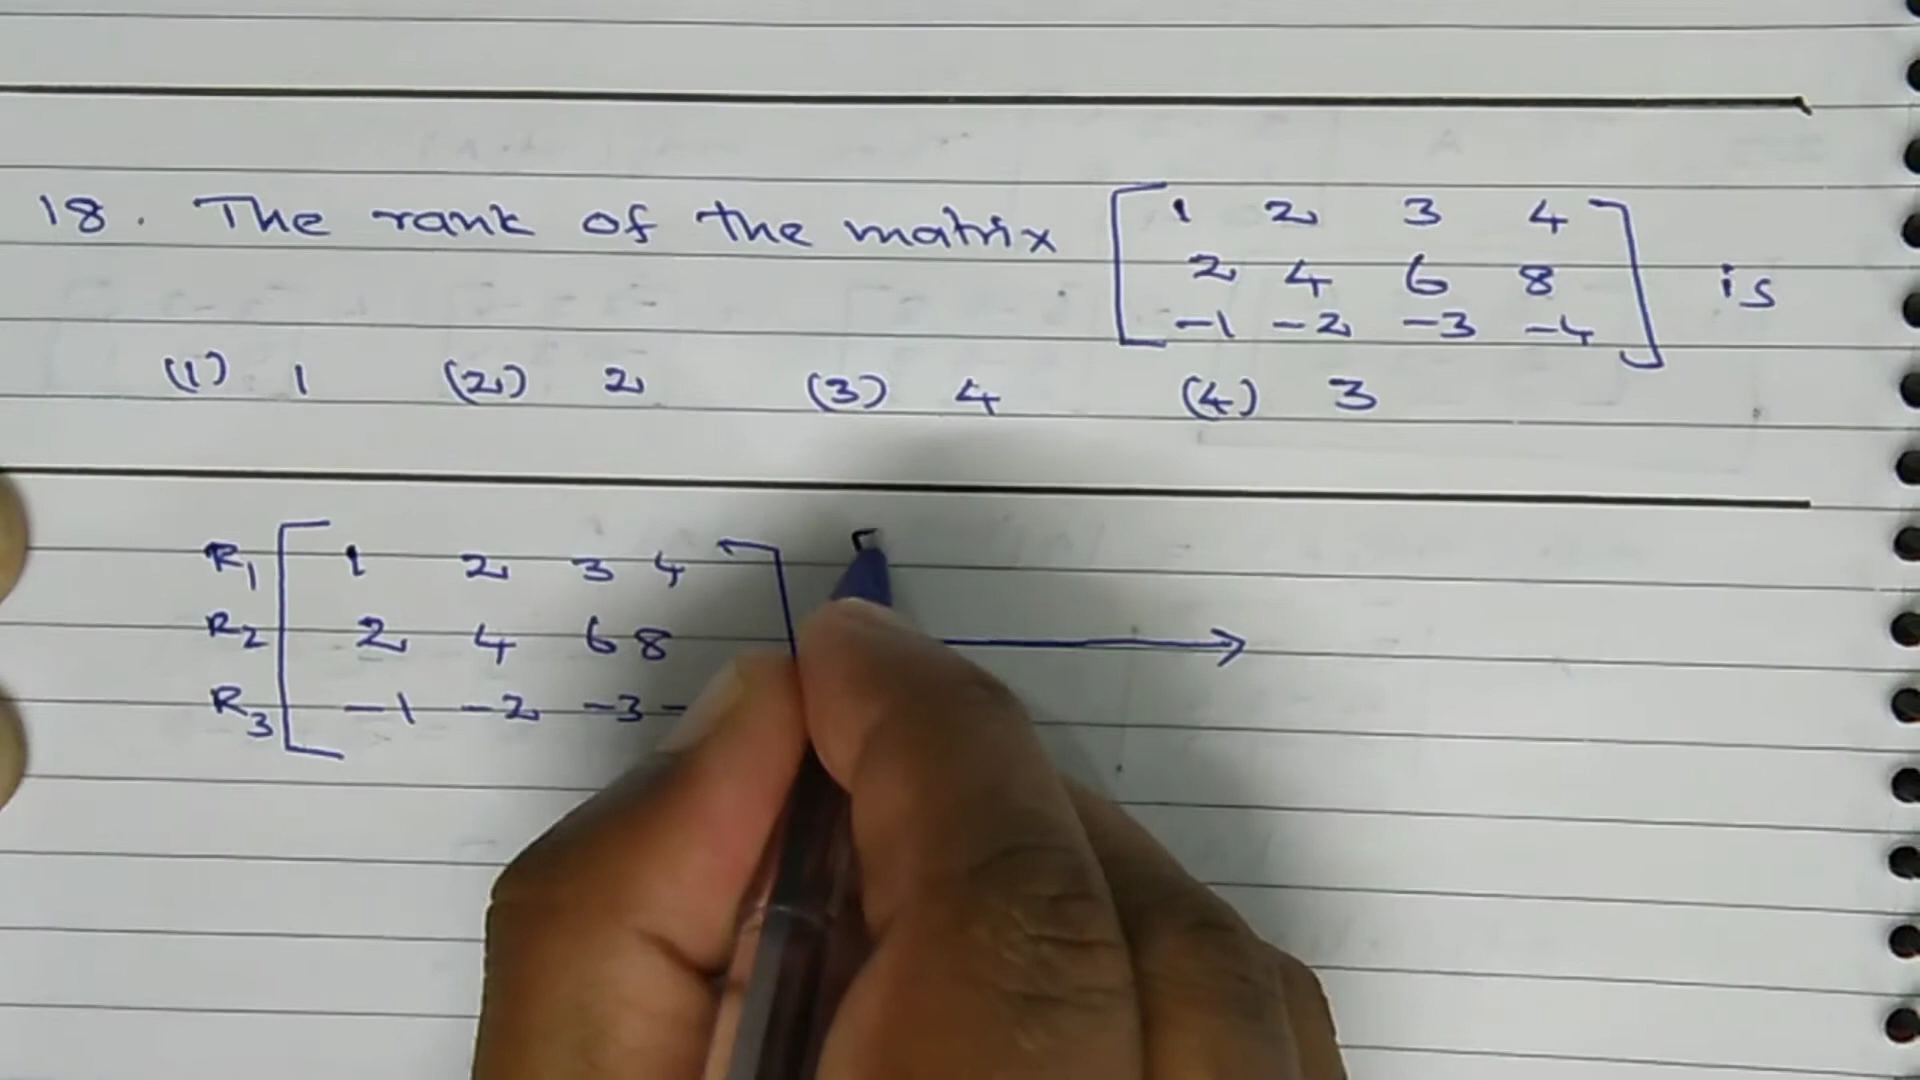 18. The rank of the matrix [ 1 2 3 4
2 4 6 8
-1 -2 -3 -4 ] is
(1) 1 (2) 2 (3) 4 (4) 3
R1 [ 1 2 3 4 ]
R2 2 4 6 8 →
R3 -1 -2 -3 -